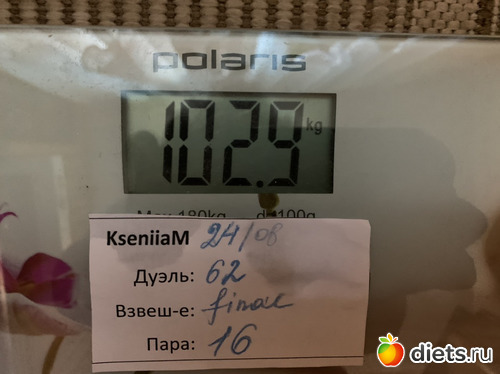 polaris
102.9 kg
Max 180kg d=100g
KseniiaM 24/08
Дуэль: 62
Взвеш-е: final
Пара: 16
diets.ru